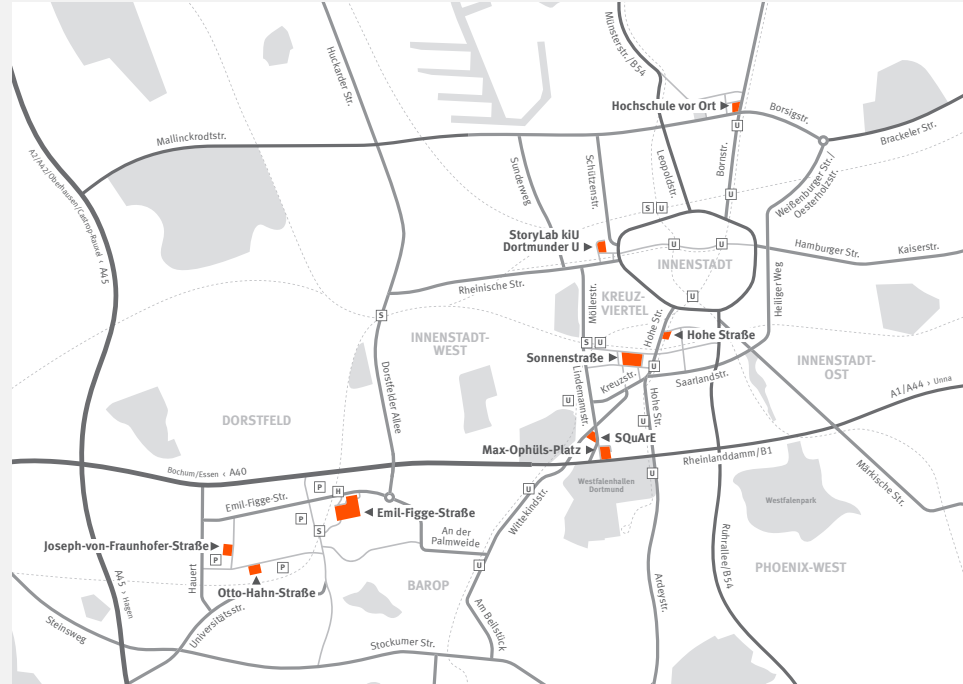 Münsterstr./B54
Huckarder Str.
Hochschule vor Ort
Borsigstr.
Brackeler Str.
Mallinckrodtstr.
A2/A42/Oberhausen/Castrop-Rauxel ‹ A45
Sunderweg
Schützenstr.
Leopoldstr.
Bornstr.
U
U
Weißenburger Str./
Oesterholzstr.
S U
StoryLab kiU
Dortmunder U
U
U
INNENSTADT
Hamburger Str.
Kaiserstr.
Rheinische Str.
Möllerstr.
KREUZ-
VIERTEL
U
Heiliger Weg
S
INNENSTADT-
WEST
Hohe Str.
Hohe Straße
S U
Sonnenstraße
U
INNENSTADT-
OST
Dorstfelder Allee
Lindemannstr.
Kreuzstr.
Saarlandstr.
A1/A44 › Unna
DORSTFELD
U
Hohe Str.
U
SQuArE
Max-Ophüls-Platz
Rheinlanddamm/B1
Bochum/Essen ‹ A40
Märkische Str.
U
Westfalenhallen
Dortmund
P
H
U
Wittekindstr.
Westfalenpark
Emil-Figge-Str.
Emil-Figge-Straße
P
S
An der
Palmweide
Rührallee/B54
Joseph-von-Fraunhofer-Straße
P
P
U
PHOENIX-WEST
A45 › Hagen
Hauert
Otto-Hahn-Straße
BAROP
Ardeystr.
Universitätsstr.
Am Beilstück
Steinsweg
Stockumer Str.